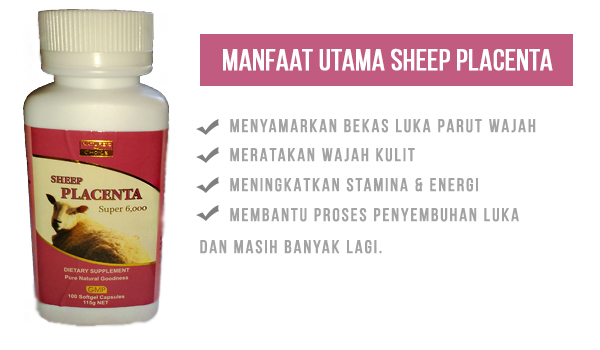 MANFAAT UTAMA SHEEP PLACENTA
MENYAMARKAN BEKAS LUKA PARUT WAJAH
MERATAKAN WAJAH KULIT
MENINGKATKAN STAMINA & ENERGI
MEMBANTU PROSES PENYEMBUHAN LUKA
DAN MASIH BANYAK LAGI.
SHEEP
PLACENTA
Super 6,000
DIETARY SUPPLEMENT
Pure Natural Goodness
GMP
100 Softgel Capsules
115g NET